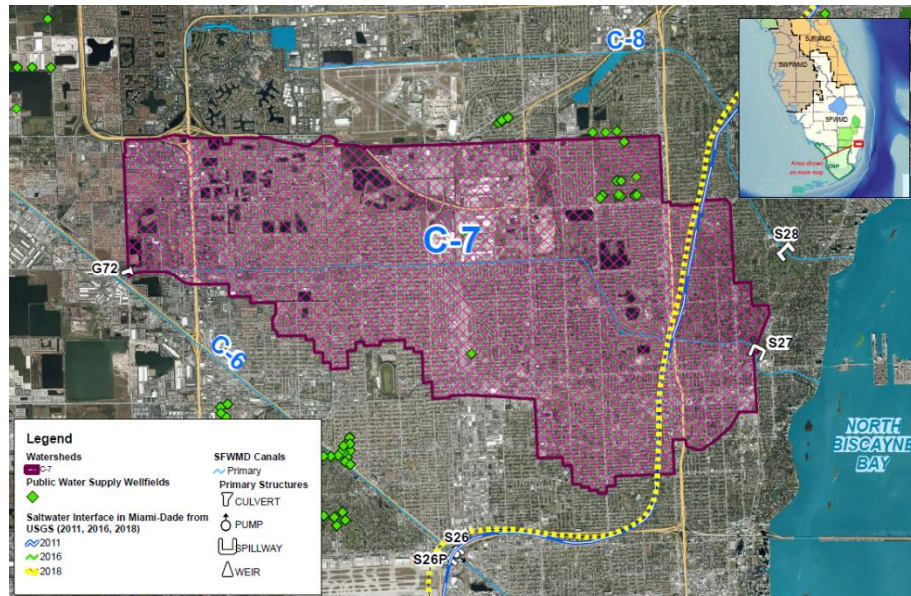 C-8
SJRWMD
SWFWMD
SFWMD
ENP
Area shown
on main map
S28
C-7
G72
C-6
S27
NORTH
BISCAYNE
BAY
S26
S26P
Legend
Watersheds
C-7
Public Water Supply Wellfields
Saltwater Interface in Miami-Dade from
USGS (2011, 2016, 2018)
2011
2016
2018
SFWMD Canals
Primary
Primary Structures
CULVERT
PUMP
SPILLWAY
WEIR